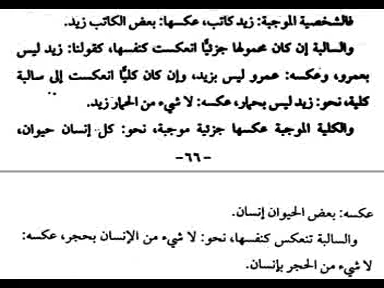 فالشخصية الموجبة: زيد كاتب، عكسها: بعض الكاتب زيد.
والسالبة إن كان محمولها جزئيًّا انعكست كنفسها، كقولنا: زيد ليس
بعمرو، وعكسه: عمرو ليس بزيد، وإن كان كليًّا انعكست إلى سالبة
كلية، نحو: زيد ليس بحمار، عكسه: لا شيء من الحمار زيد.
والكلية الموجبة عكسها جزئية موجبة، نحو: كل إنسان حيوان،
-٦٦-
عكسه: بعض الحيوان إنسان.
والسالبة تنعكس كنفسها، نحو: لا شيء من الإنسان بحجر، عكسه:
لا شيء من الحجر بإنسان.